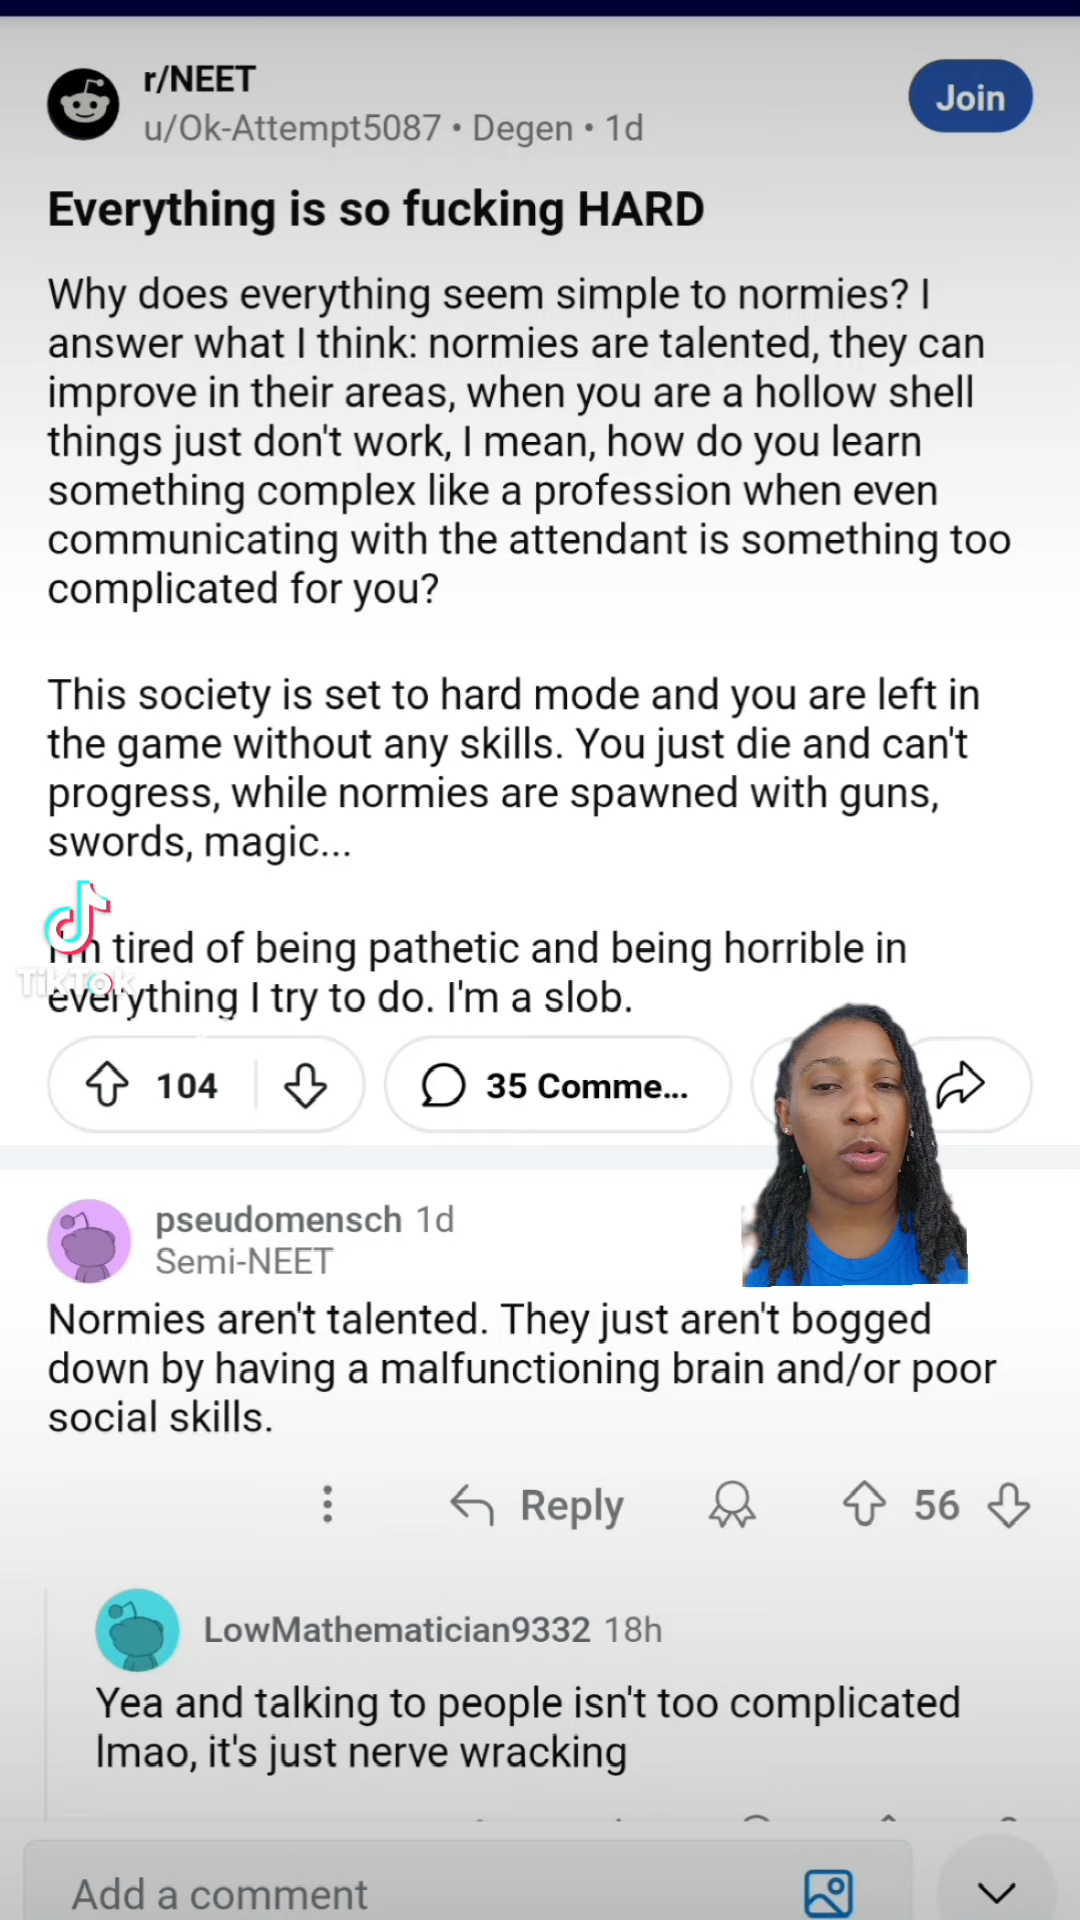 r/NEET
u/Ok-Attempt5087 • Degen • 1d
Join
Everything is so fucking HARD
Why does everything seem simple to normies? I
answer what I think: normies are talented, they can
improve in their areas, when you are a hollow shell
things just don't work, I mean, how do you learn
something complex like a profession when even
communicating with the attendant is something too
complicated for you?
This society is set to hard mode and you are left in
the game without any skills. You just die and can't
progress, while normies are spawned with guns,
swords, magic...
I'm tired of being pathetic and being horrible in
everything I try to do. I'm a slob.
TikTok
104
35 Comme...
pseudomensch 1d
Semi-NEET
Normies aren't talented. They just aren't bogged
down by having a malfunctioning brain and/or poor
social skills.
Reply
56
LowMathematician9332 18h
Yea and talking to people isn't too complicated
lmao, it's just nerve wracking
Add a comment